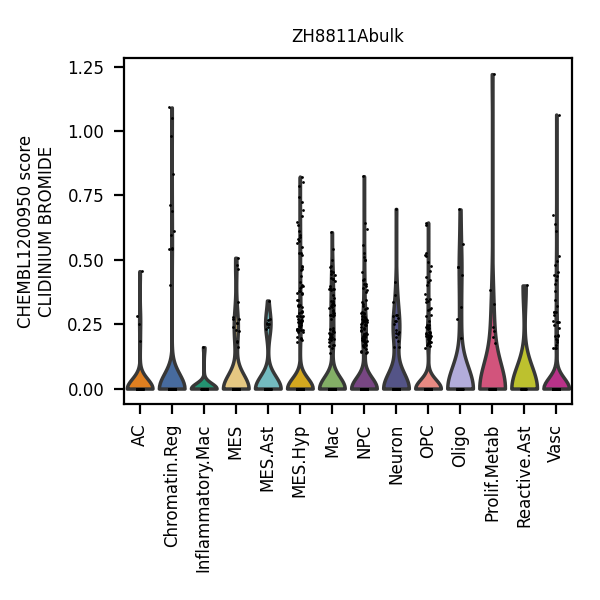 ZH8811Abulk
CHEMBL1200950 score
CLIDINIUM BROMIDE
1.25
1.00
0.75
0.50
0.25
0.00
AC
Chromatin.Reg
Inflammatory.Mac
MES
MES.Ast
MES.Hyp
Mac
NPC
Neuron
OPC
Oligo
Prolif.Metab
Reactive.Ast
Vasc